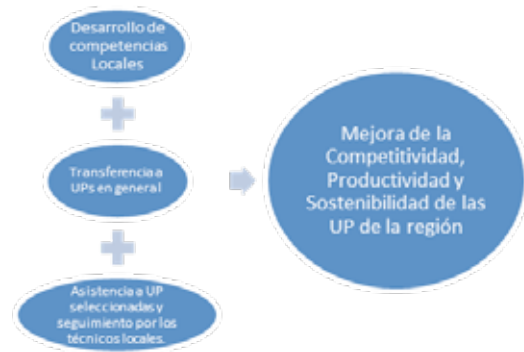 Desarrollo de
competencias
Locales
Transferencia a
UPs en general
Asistencia a UP
seleccionadas y
seguimiento por los
técnicos locales.
Mejora de la
Competitividad,
Productividad y
Sostenibilidad de las
UP de la región